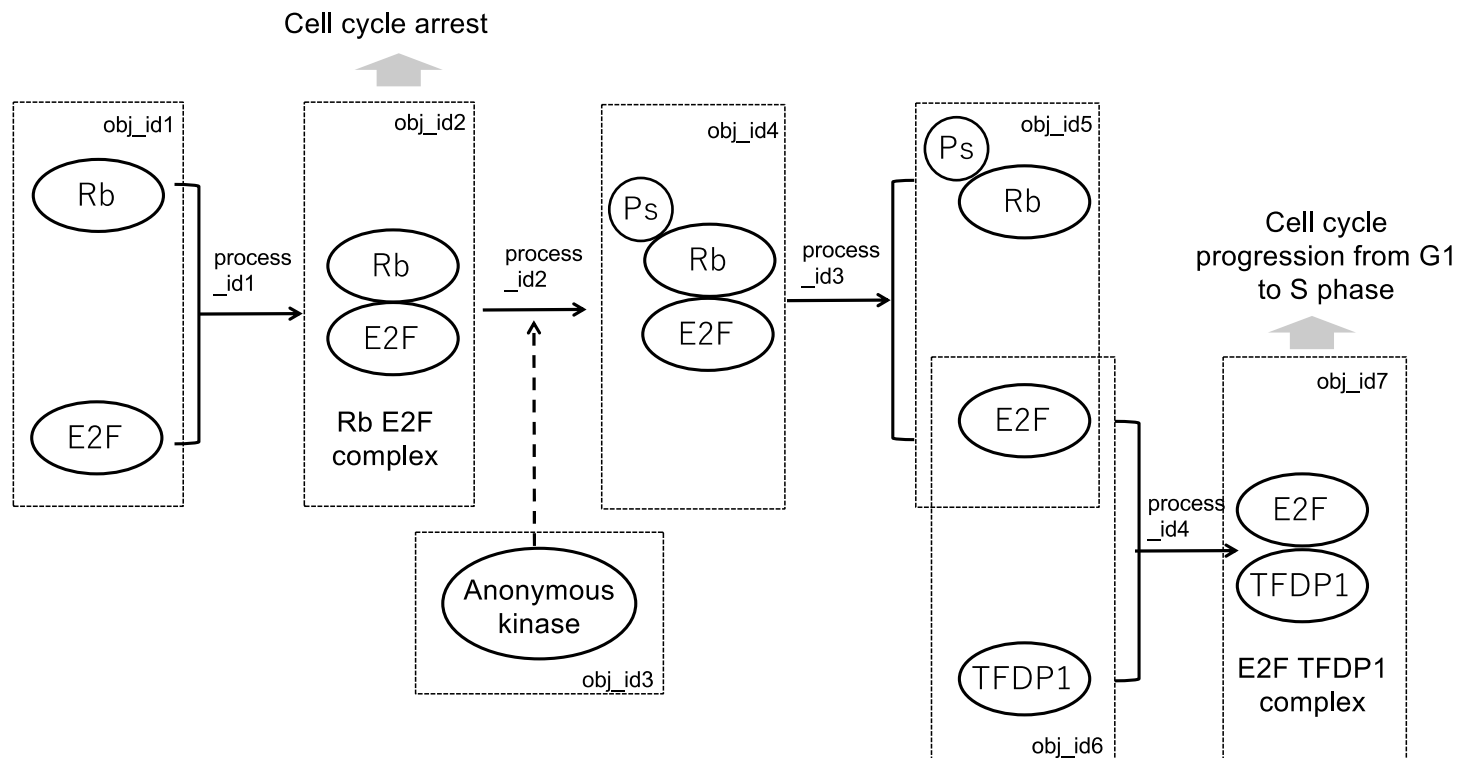 Cell cycle arrest
obj_id1
Rb
E2F
process
_id1
obj_id2
Rb
E2F
Rb E2F
complex
process
_id2
Anonymous
kinase
obj_id3
obj_id4
Ps
Rb
E2F
process
_id3
obj_id5
Ps
Rb
E2F
TFDP1
obj_id6
process
_id4
Cell cycle
progression from G1
to S phase
obj_id7
E2F
TFDP1
E2F TFDP1
complex